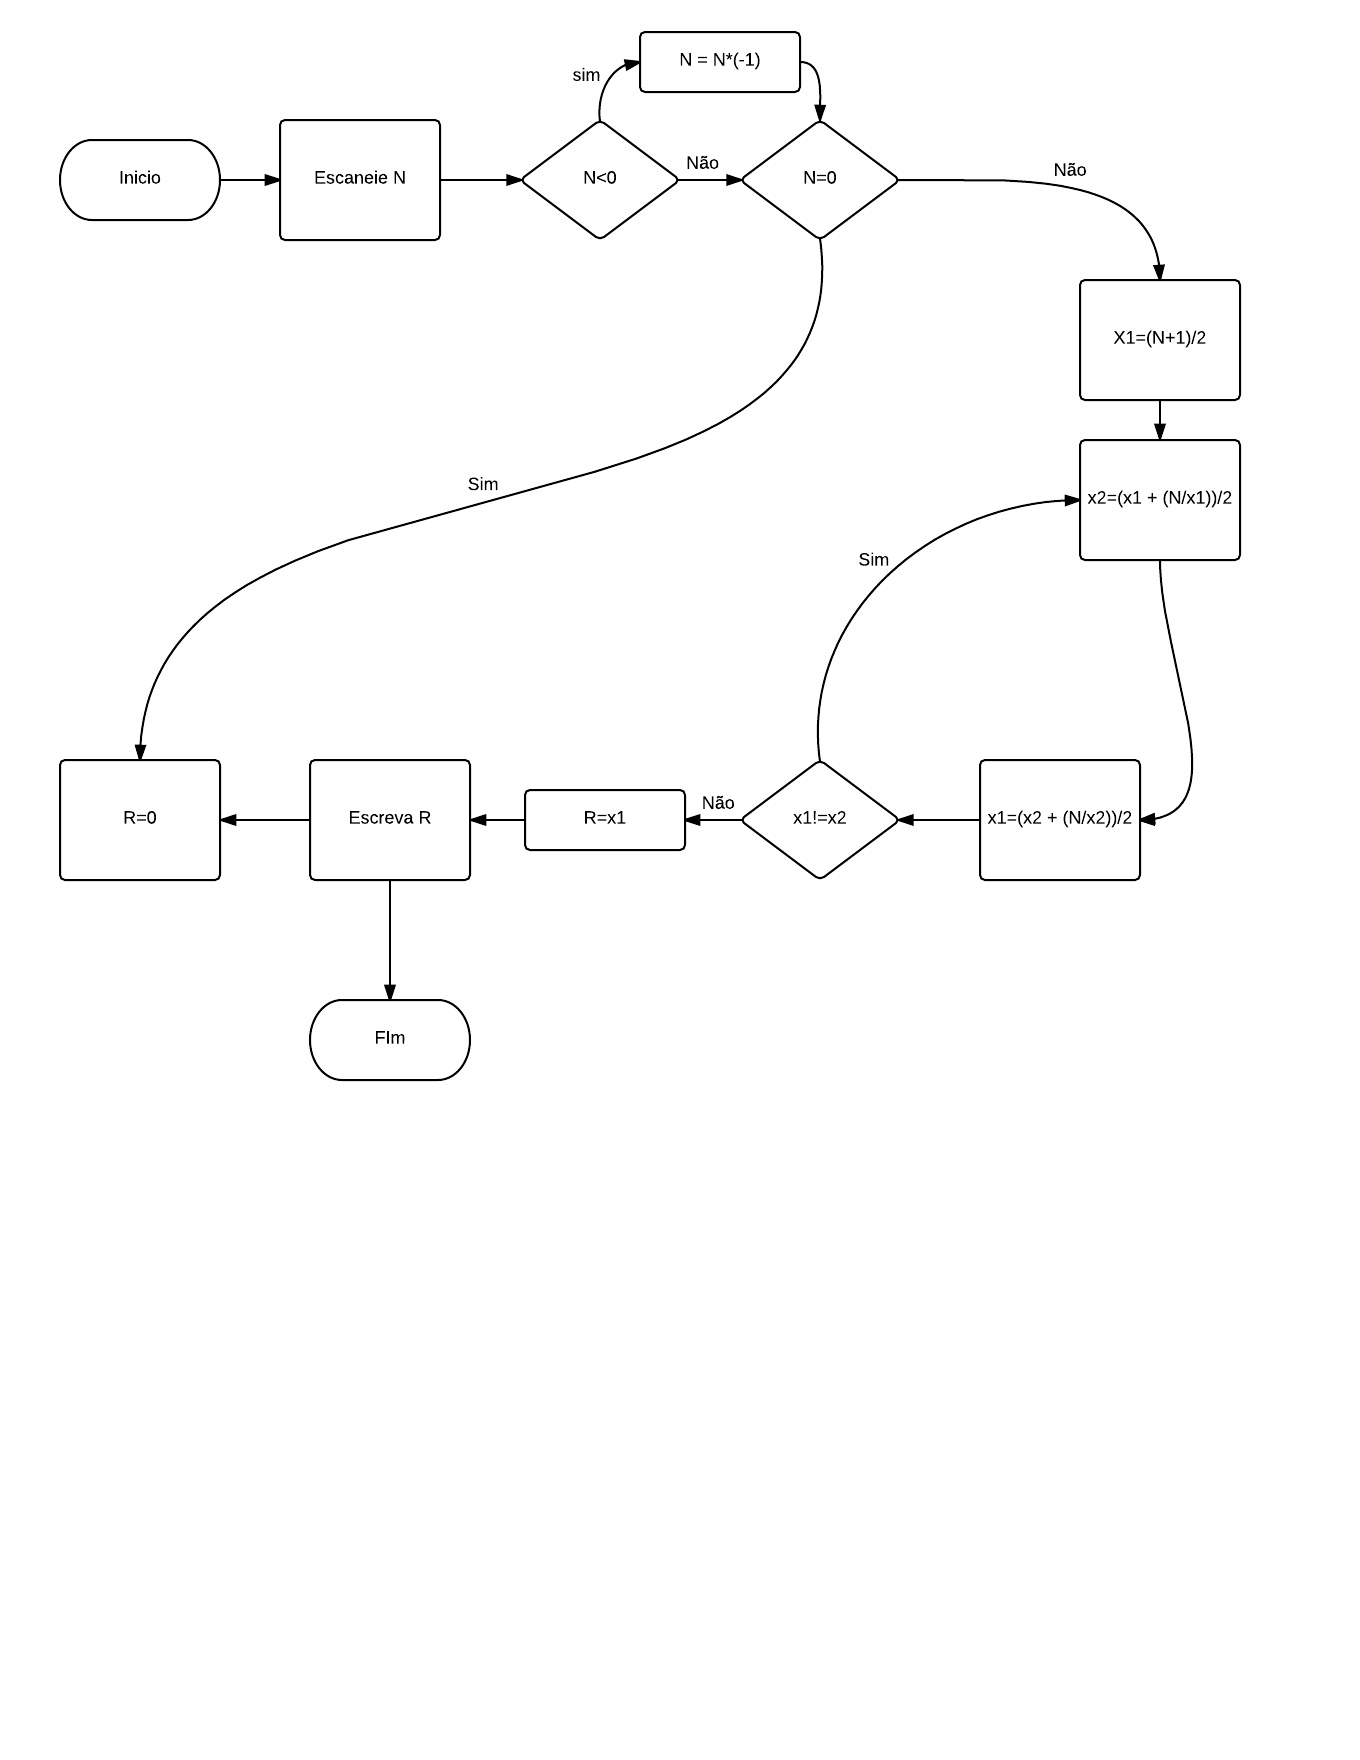 N = N*(-1)
sim
Inicio
Escaneie N
N<0
Não
N=0
Não
X1=(N+1)/2
Sim
x2=(x1 + (N/x1))/2
Sim
R=0
Escreva R
R=x1
Não
x1!=x2
x1=(x2 + (N/x2))/2
FIm